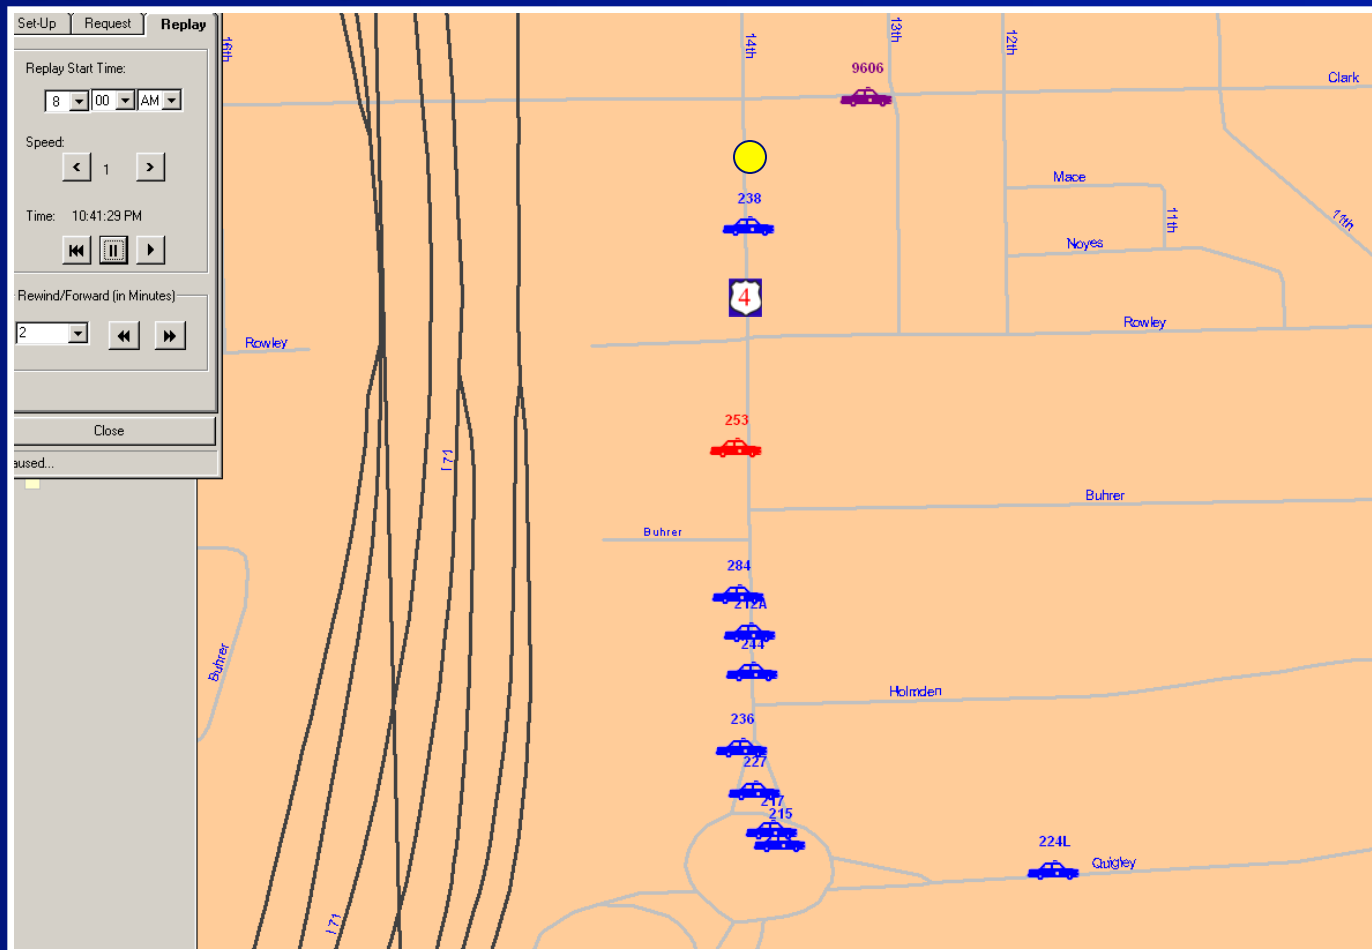 Set-Up Request Replay
Replay Start Time:
8 00 AM
Speed:
< 1 >
Time: 10:41:29 PM
Rewind/Forward (in Minutes)
2
Close
aused...
16th
14th
13th
12th
9606
Clark
238
Mace
11th
11th
Noyes
4
Rowley
Rowley
253
I 71
Buhrer
Buhrer
284
212A
244
Buhrer
Holmden
236
227
217
215
224L
Quigley
I 71